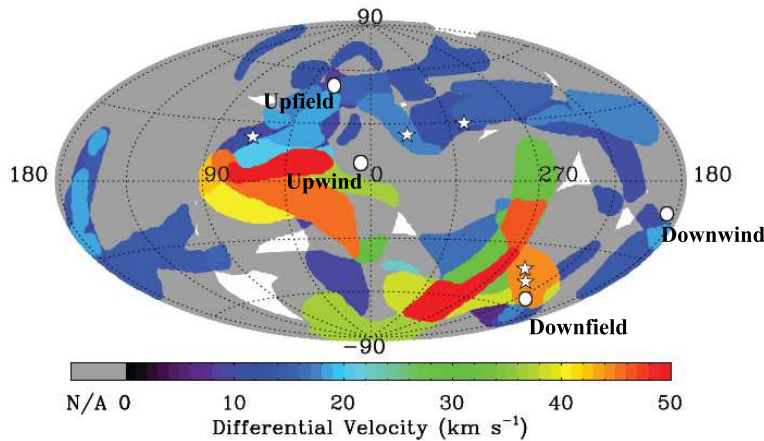 90
Upfield
180 90 Upwind 0 270 180
Downwind
Downfield
−90
N/A 0 10 20 30 40 50
Differential Velocity (km s⁻¹)